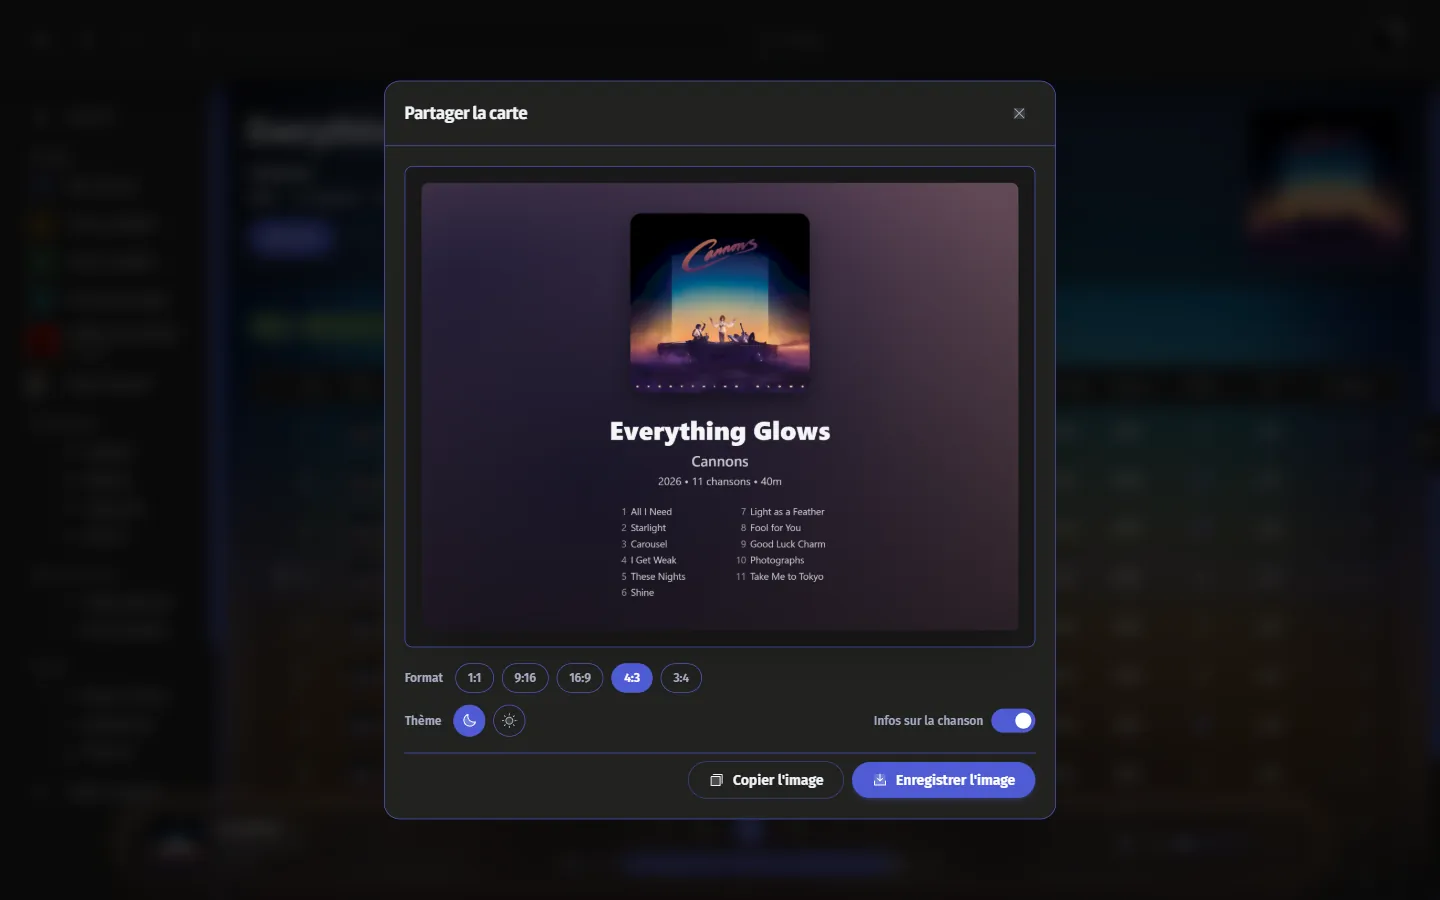 Partager la carte
Cannons
Everything Glows
Cannons
2026 • 11 chansons • 40m
1 All I Need
2 Starlight
3 Carousel
4 I Get Weak
5 These Nights
6 Shine
7 Light as a Feather
8 Fool for You
9 Good Luck Charm
10 Photographs
11 Take Me to Tokyo
Format 1:1 9:16 16:9 4:3 3:4
Thème
Infos sur la chanson
Copier l'image
Enregistrer l'image